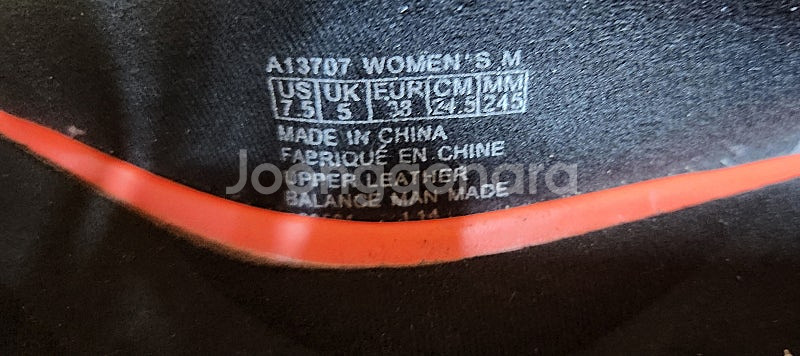 A13707 WOMEN'S M
US UK EUR CM MM
7.5 5 38 24.5 245
MADE IN CHINA
FABRIQUÉ EN CHINE
UPPER LEATHER
BALANCE MAN MADE
Joonggonara